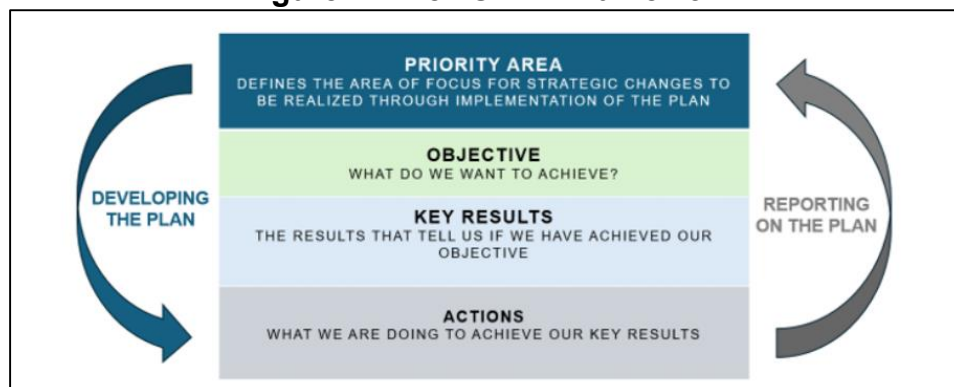 PRIORITY AREA
DEFINES THE AREA OF FOCUS FOR STRATEGIC CHANGES TO
BE REALIZED THROUGH IMPLEMENTATION OF THE PLAN
OBJECTIVE
WHAT DO WE WANT TO ACHIEVE?
DEVELOPING
THE PLAN
KEY RESULTS
THE RESULTS THAT TELL US IF WE HAVE ACHIEVED OUR
OBJECTIVE
REPORTING
ON THE PLAN
ACTIONS
WHAT WE ARE DOING TO ACHIEVE OUR KEY RESULTS